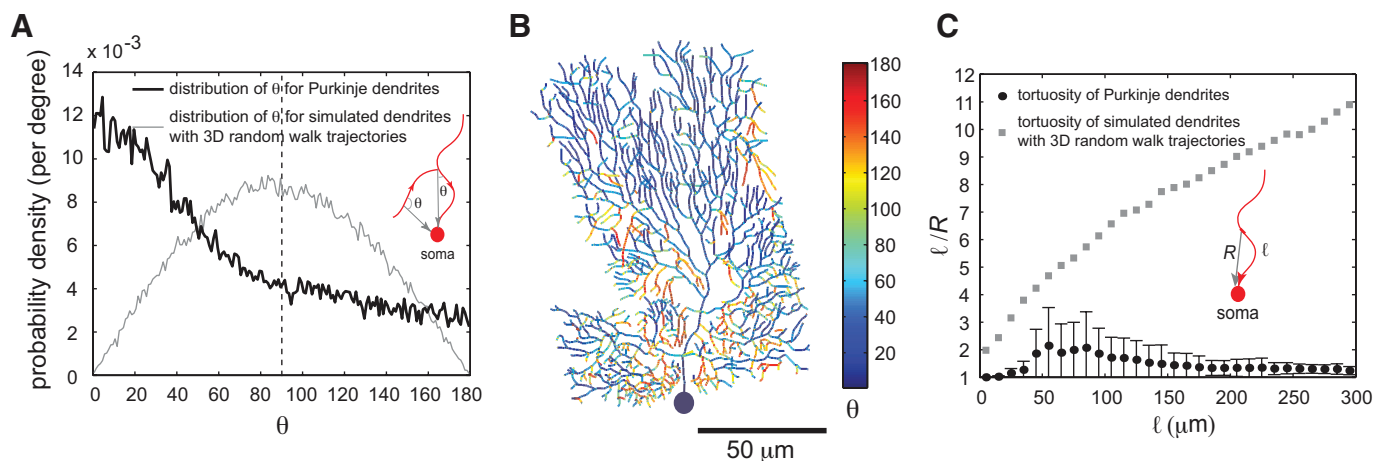 A
x 10⁻³
probability density (per degree)
14
12
10
8
6
4
2
0
distribution of θ for Purkinje dendrites
distribution of θ for simulated dendrites
with 3D random walk trajectories
θ
θ
soma
0
20
40
60
80
100
120
140
160
180
θ
B
180
160
140
120
100
80
60
40
20
θ
50 μm
C
ℓ/R
12
11
10
9
8
7
6
5
4
3
2
1
tortuosity of Purkinje dendrites
tortuosity of simulated dendrites
with 3D random walk trajectories
R
ℓ
soma
0
50
100
150
200
250
300
ℓ (μm)